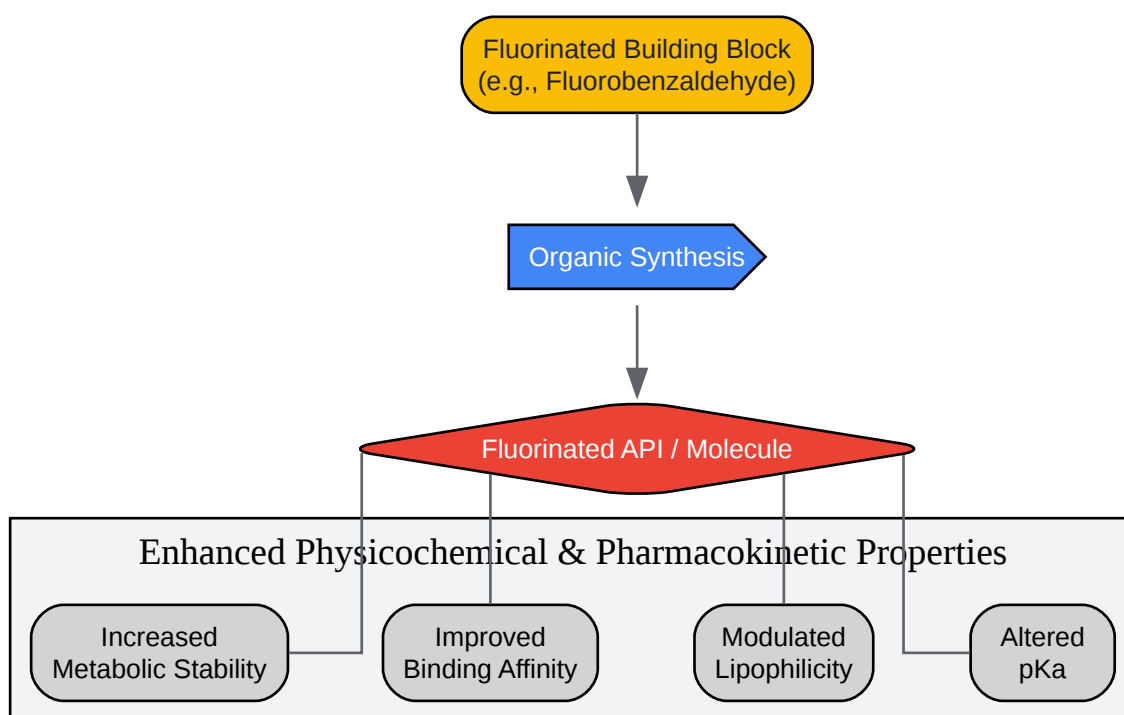 Fluorinated Building Block
(e.g., Fluorobenzaldehyde)
Organic Synthesis
Fluorinated API / Molecule
Enhanced Physicochemical & Pharmacokinetic Properties
Increased
Metabolic Stability
Improved
Binding Affinity
Modulated
Lipophilicity
Altered
pKa